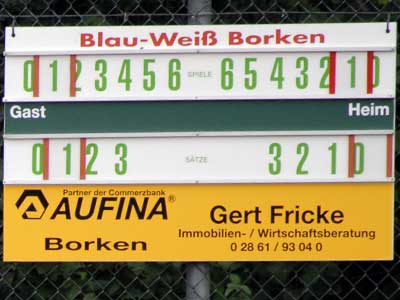 Blau-Weiß Borken
0 1 2 3 4 5 6 SPIELE 6 5 4 3 2 1 0
Gast Heim
0 1 2 3 SÄTZE 3 2 1 0
Partner der Commerzbank
AUFINA®
Borken
Gert Fricke
Immobilien- / Wirtschaftsberatung
0 28 61 / 93 04 0